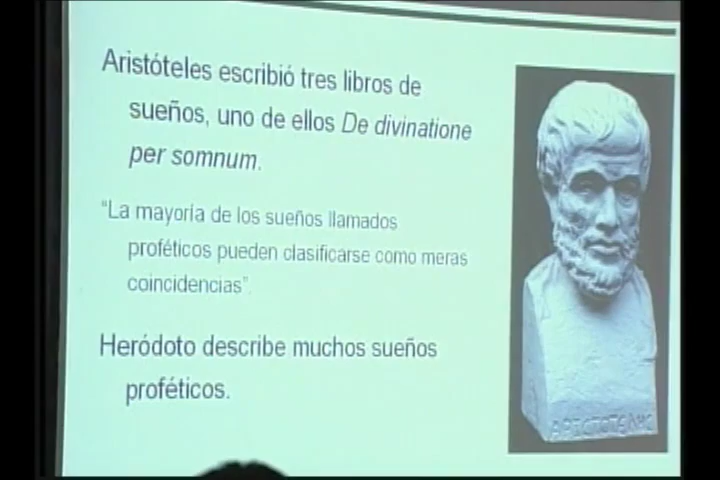 Aristóteles escribió tres libros de
sueños, uno de ellos De divinatione
per somnum.
“La mayoría de los sueños llamados
proféticos pueden clasificarse como meras
coincidencias”.
Heródoto describe muchos sueños
proféticos.